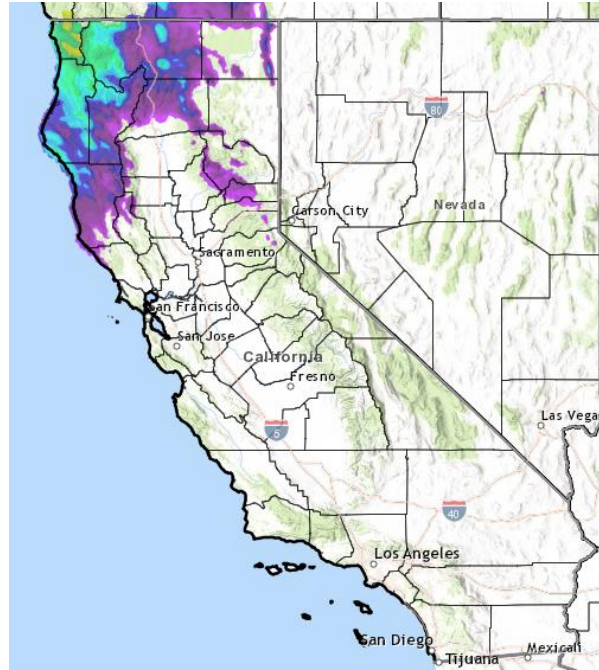 80
Nevada
Carson City
Sacramento
San Francisco
San Jose
California
Fresno
Las Vega
5
40
Los Angeles
San Diego
Tijuana
Mexicali